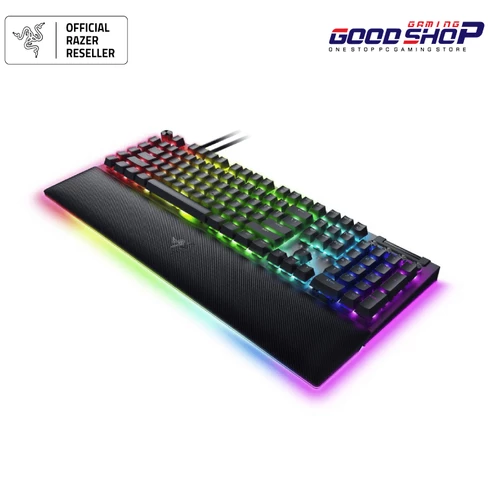 OFFICIAL
RAZER
RESELLER
GAMING
GOOD SHOP
ONE STOP PC GAMING STORE